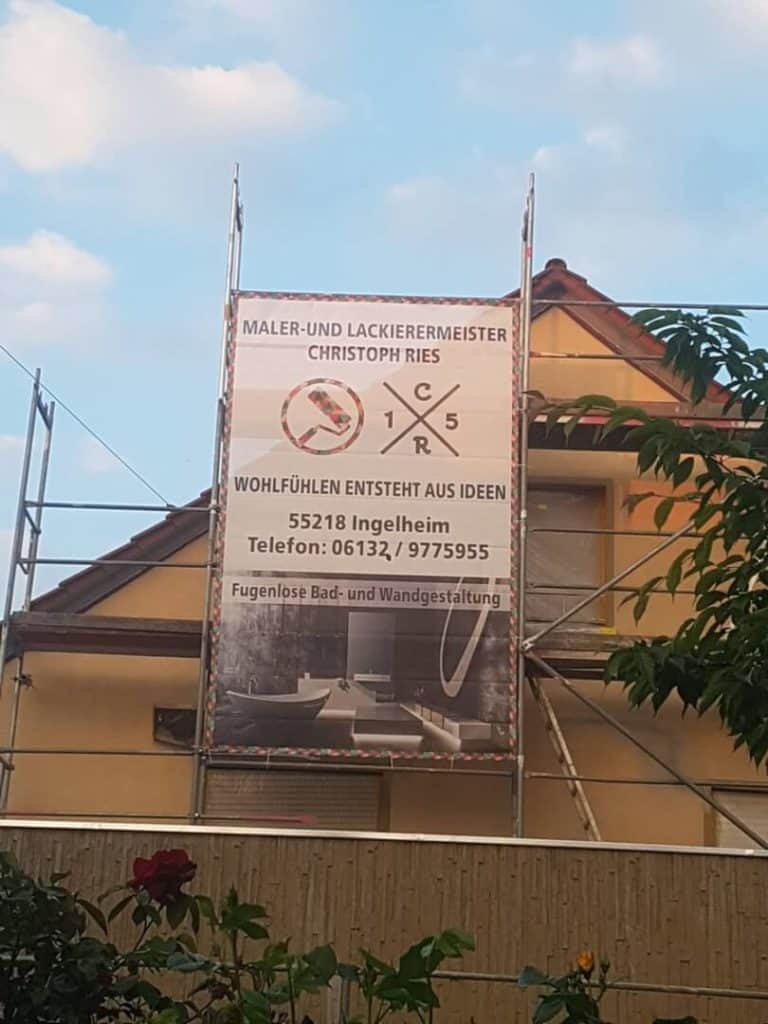 MALER-UND LACKIERERMEISTER
CHRISTOPH RIES
C
1 5
R
WOHLFÜHLEN ENTSTEHT AUS IDEEN
55218 Ingelheim
Telefon: 06132 / 9775955
Fugenlose Bad- und Wandgestaltung